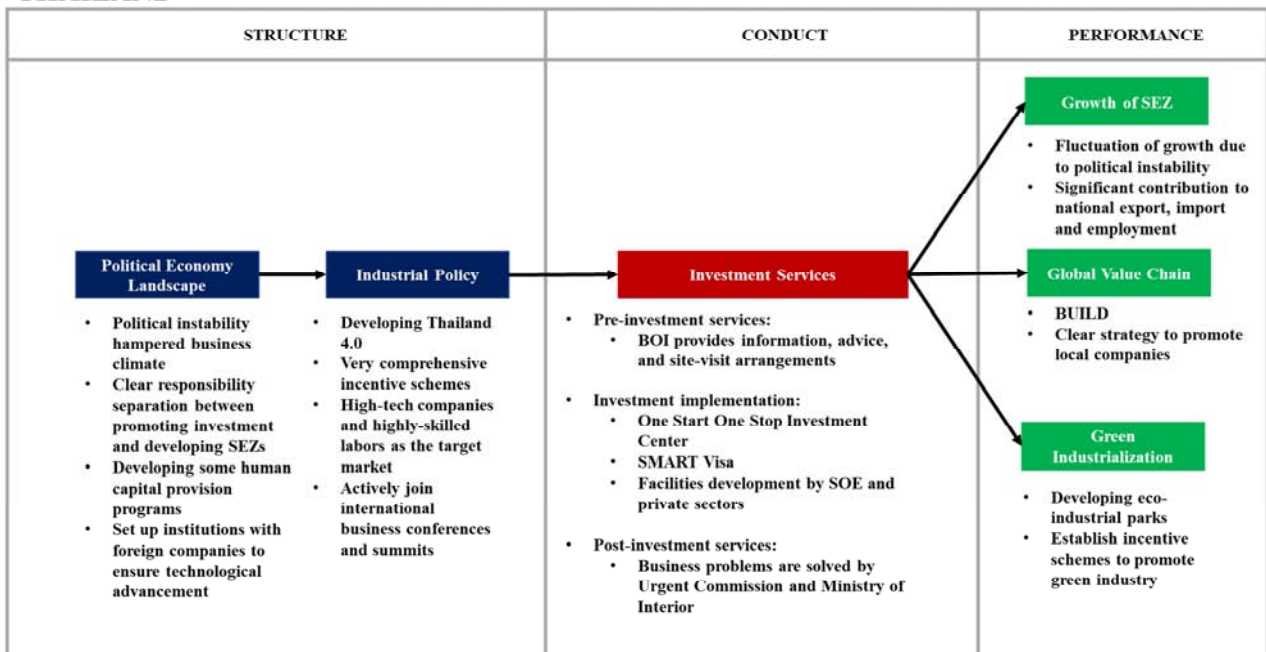 STRUCTURE
CONDUCT
PERFORMANCE
Political Economy
Landscape
• Political instability
hampered business
climate
• Clear responsibility
separation between
promoting investment
and developing SEZs
• Developing some human
capital provision
programs
• Set up institutions with
foreign companies to
ensure technological
advancement
Industrial Policy
• Developing Thailand
4.0
• Very comprehensive
incentive schemes
• High-tech companies
and highly-skilled
labors as the target
market
• Actively join
international
business conferences
and summits
Investment Services
• Pre-investment services:
• BOI provides information, advice,
and site-visit arrangements
• Investment implementation:
• One Start One Stop Investment
Center
• SMART Visa
• Facilities development by SOE and
private sectors
• Post-investment services:
• Business problems are solved by
Urgent Commission and Ministry of
Interior
Growth of SEZ
• Fluctuation of growth due
to political instability
• Significant contribution to
national export, import
and employment
Global Value Chain
• BUILD
• Clear strategy to promote
local companies
Green
Industrialization
• Developing eco-
industrial parks
• Establish incentive
schemes to promote
green industry